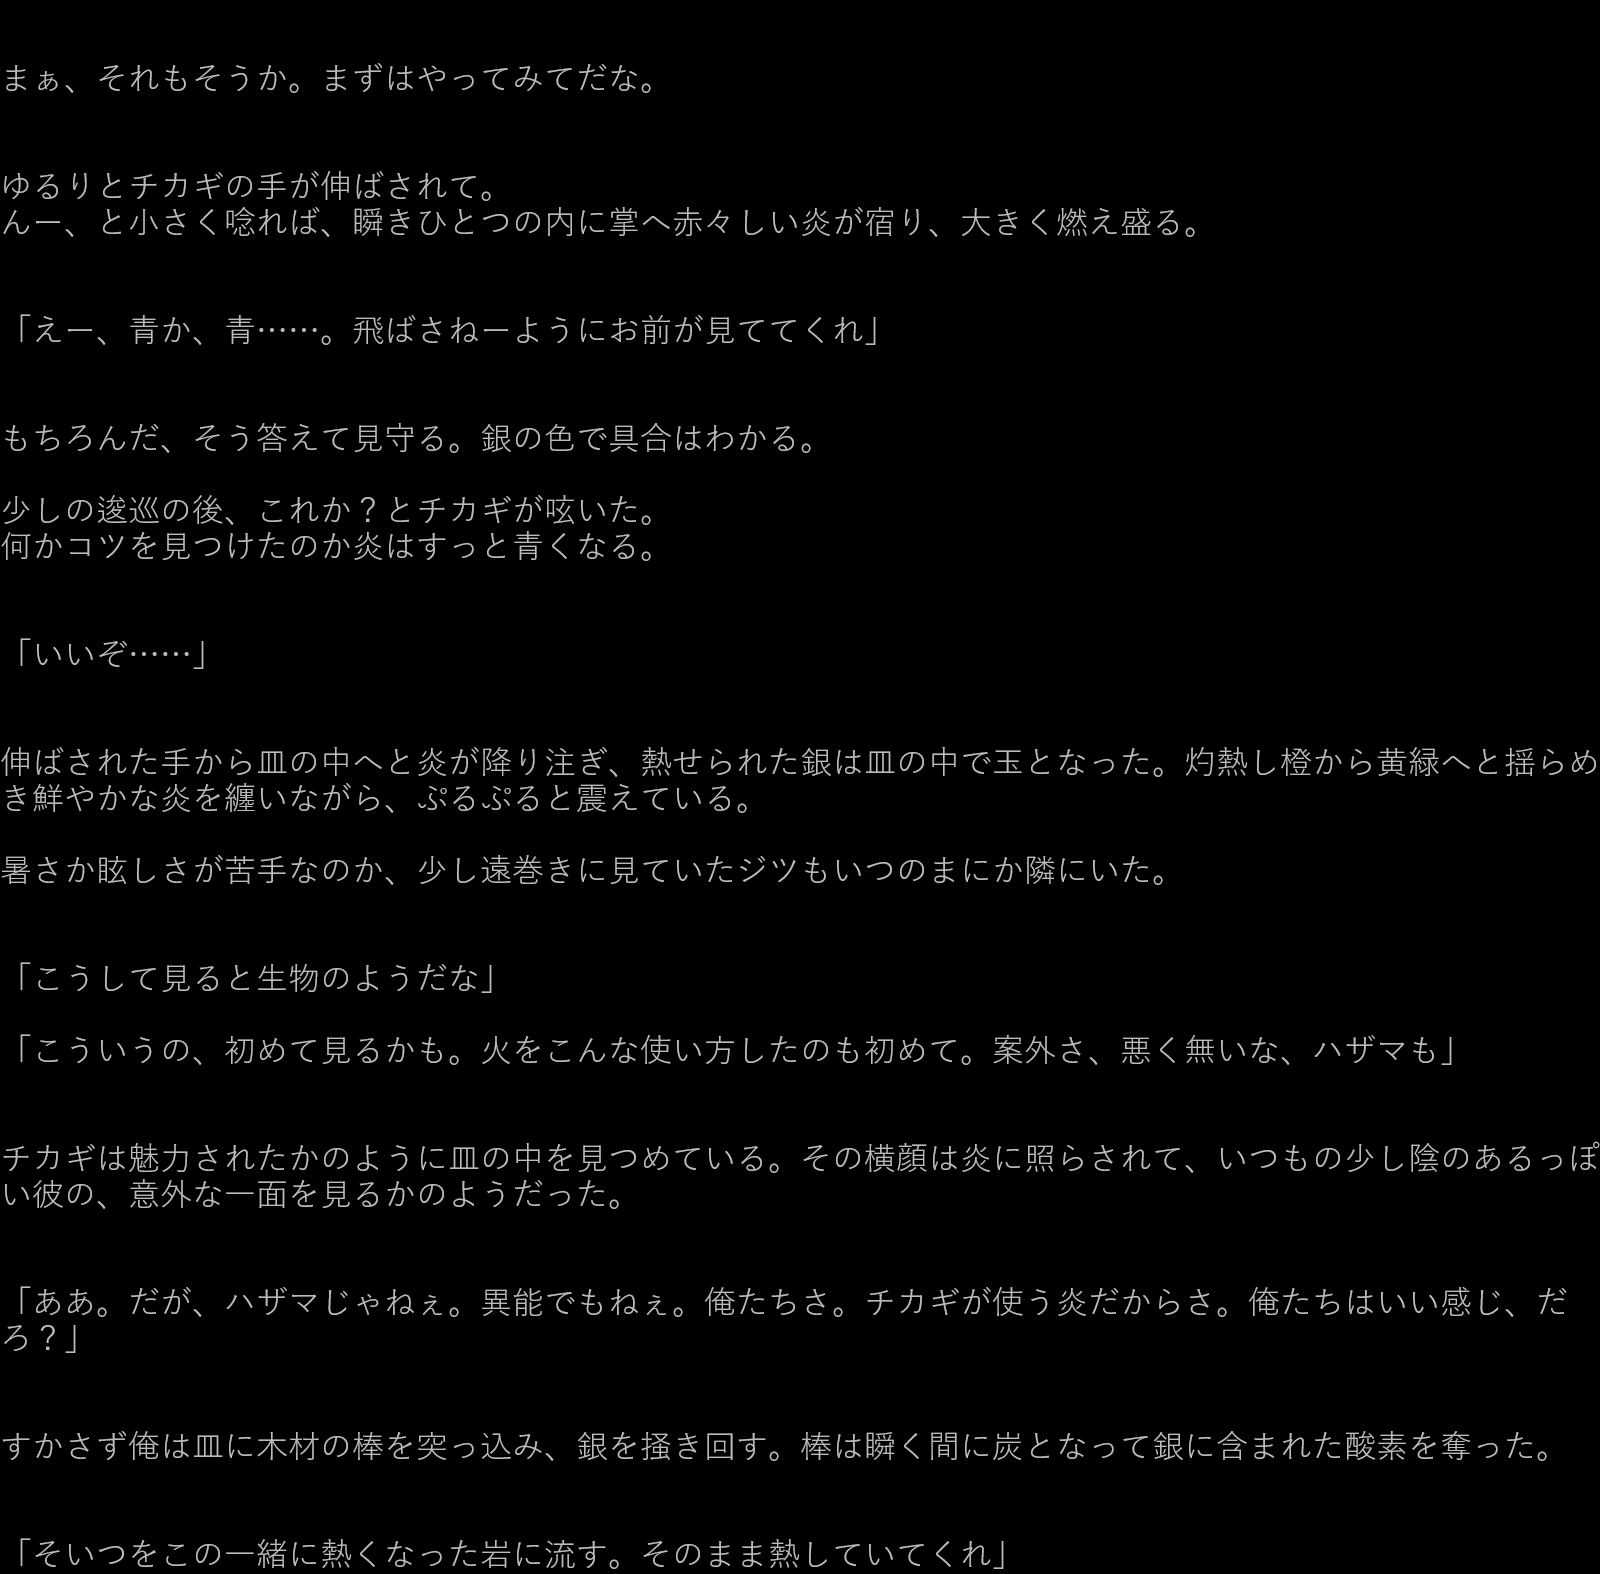 まぁ、それもそうか。まずはやってみてだな。
ゆるりとチカギの手が伸ばされて。
んー、と小さく唸れば、瞬きひとつの内に掌へ赤々しい炎が宿り、大きく燃え盛る。
「えー、青か、青……。飛ばさねーようにお前が見ててくれ」
もちろんだ、そう答えて見守る。銀の色で具合はわかる。
少しの逡巡の後、これか？とチカギが呟いた。
何かコツを見つけたのか炎はすっと青くなる。
「いいぞ……」
伸ばされた手から皿の中へと炎が降り注ぎ、熱せられた銀は皿の中で玉となった。灼熱し橙から黄緑へと揺らめ
き鮮やかな炎を纏いながら、ぷるぷると震えている。
暑さか眩しさが苦手なのか、少し遠巻きに見ていたジツもいつのまにか隣にいた。
「こうして見ると生物のようだな」
「こういうの、初めて見るかも。火をこんな使い方したのも初めて。案外さ、悪く無いな、ハザマも」
チカギは魅力されたかのように皿の中を見つめている。その横顔は炎に照らされて、いつもの少し陰のあるっぽ
い彼の、意外な一面を見るかのようだった。
「ああ。だが、ハザマじゃねぇ。異能でもねぇ。俺たちさ。チカギが使う炎だからさ。俺たちはいい感じ、だ
ろ？」
すかさず俺は皿に木材の棒を突っ込み、銀を掻き回す。棒は瞬く間に炭となって銀に含まれた酸素を奪った。
「そいつをこの一緒に熱くなった岩に流す。そのまま熱していてくれ」